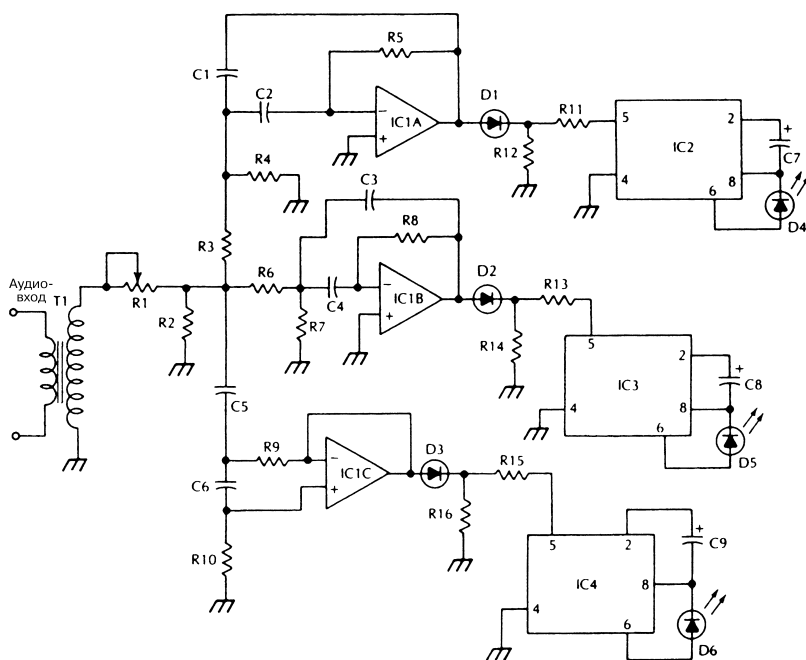 R5
C1
C2
D1
R11
IC1A
−
+
R12
5
2
+
IC2
C7
4
8
6
D4
R4
C3
R3
R8
R6
D2
R13
Аудио-
вход
T1
R1
C4
−
IC1B
+
R2
R7
R14
5
2
+
IC3
C8
4
8
6
D5
C5
R9
−
IC1C
+
D3
R15
C6
R16
R10
5
2
+
IC4
C9
8
4
6
D6